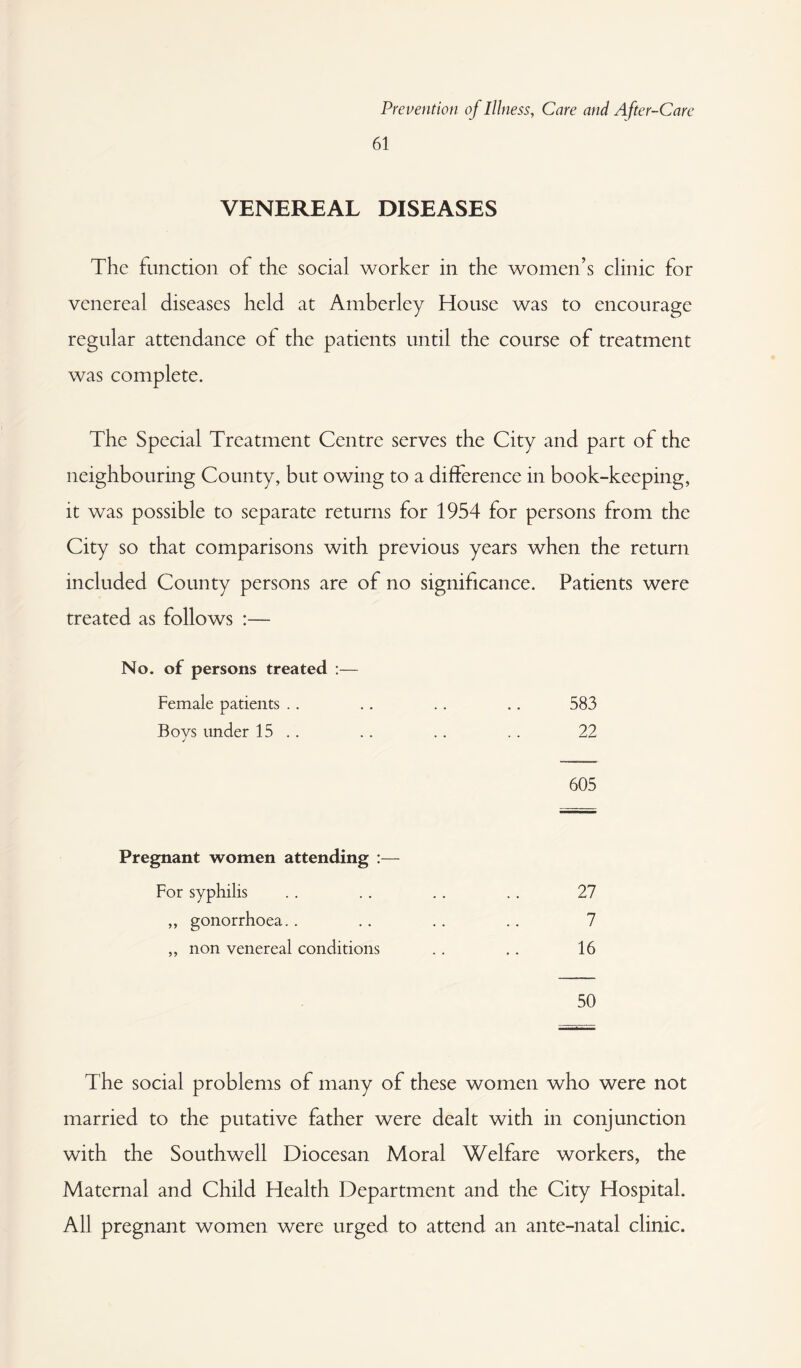 Prevention of Illness, Care and After-Care
61
VENEREAL DISEASES
The function of the social worker in the women’s clinic for
venereal diseases held at Amberley House was to encourage
regular attendance of the patients until the course of treatment
was complete.
The Special Treatment Centre serves the City and part of the
neighbouring County, but owing to a difference in book-keeping,
it was possible to separate returns for 1954 for persons from the
City so that comparisons with previous years when the return
included County persons are of no significance. Patients were
treated as follows :—
No. of persons treated :—
Female patients . . . . . . . . 583
Boys under 15 . . . . . . . . 22
605
Pregnant women attending :—
For syphilis . . . . . . . . 27
,, gonorrhoea. . . . . . . . 7
,, non venereal conditions . . . . 16
50
The social problems of many of these women who were not
married to the putative father were dealt with in conjunction
with the Southwell Diocesan Moral Welfare workers, the
Maternal and Child Health Department and the City Hospital.
All pregnant women were urged to attend an ante-natal clinic.